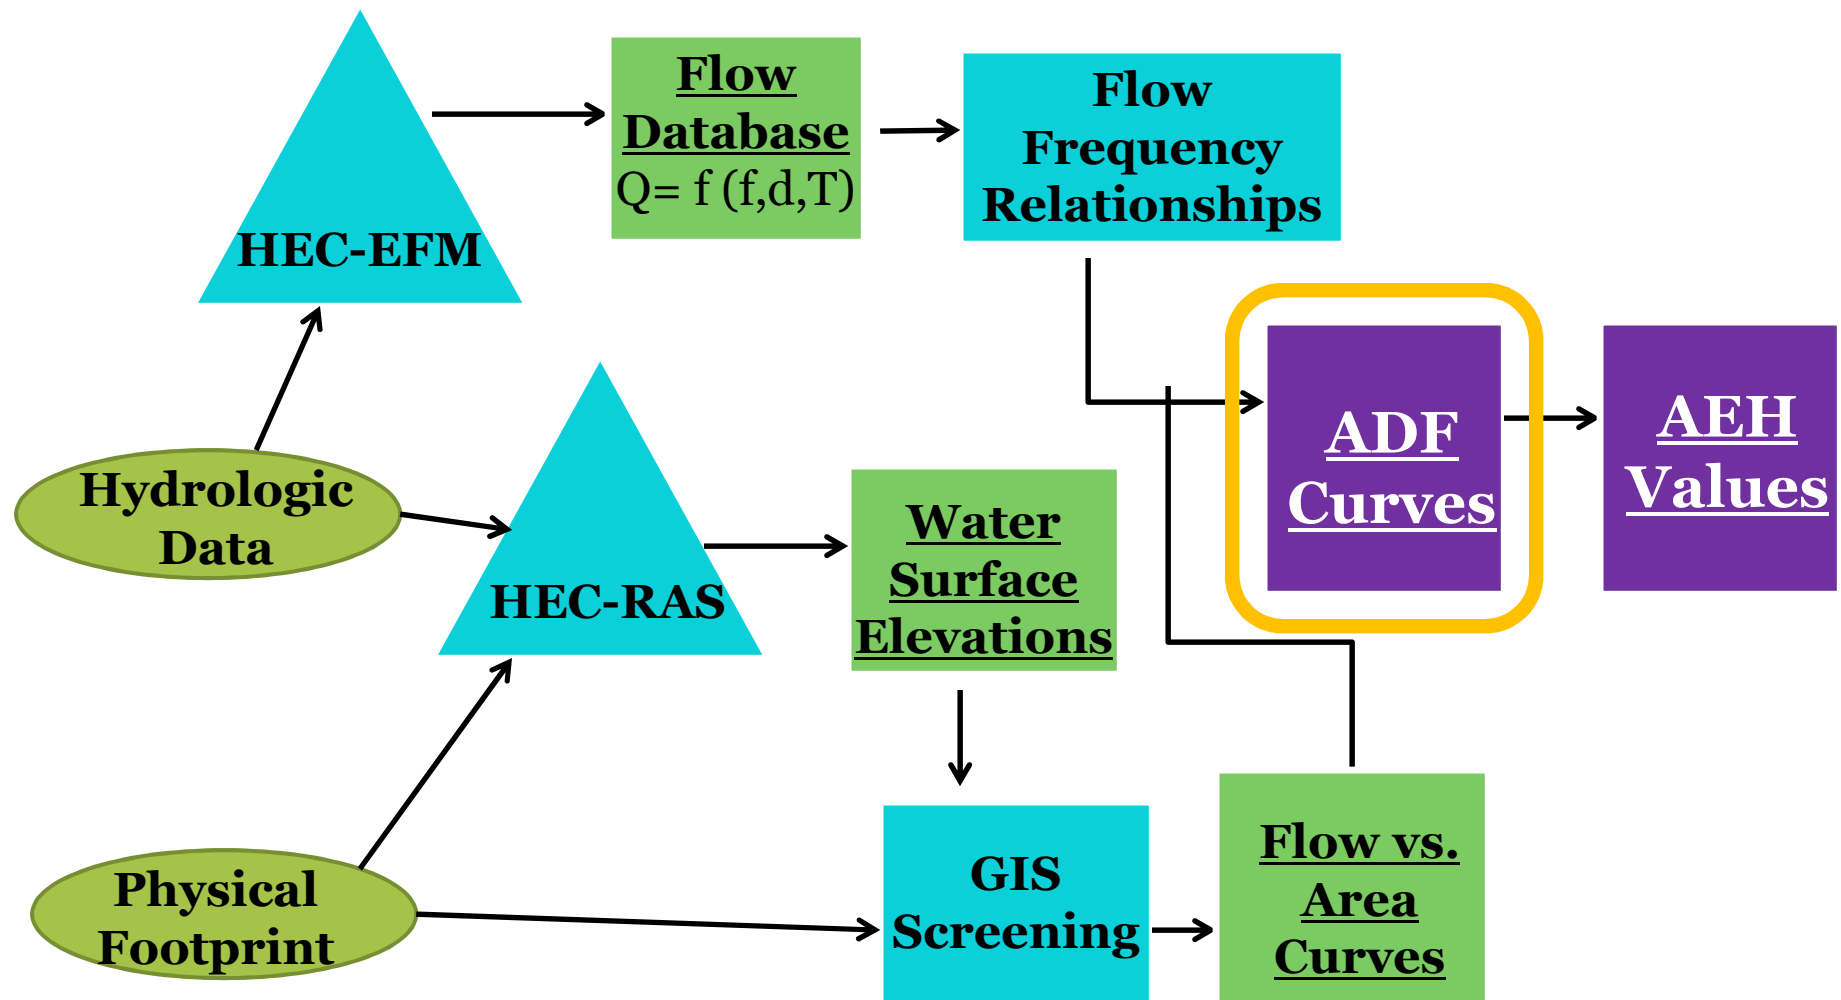 Flow
Database
Q= f (f,d,T)
Flow
Frequency
Relationships
HEC-EFM
ADF
Curves
AEH
Values
Hydrologic
Data
HEC-RAS
Water
Surface
Elevations
Physical
Footprint
GIS
Screening
Flow vs.
Area
Curves